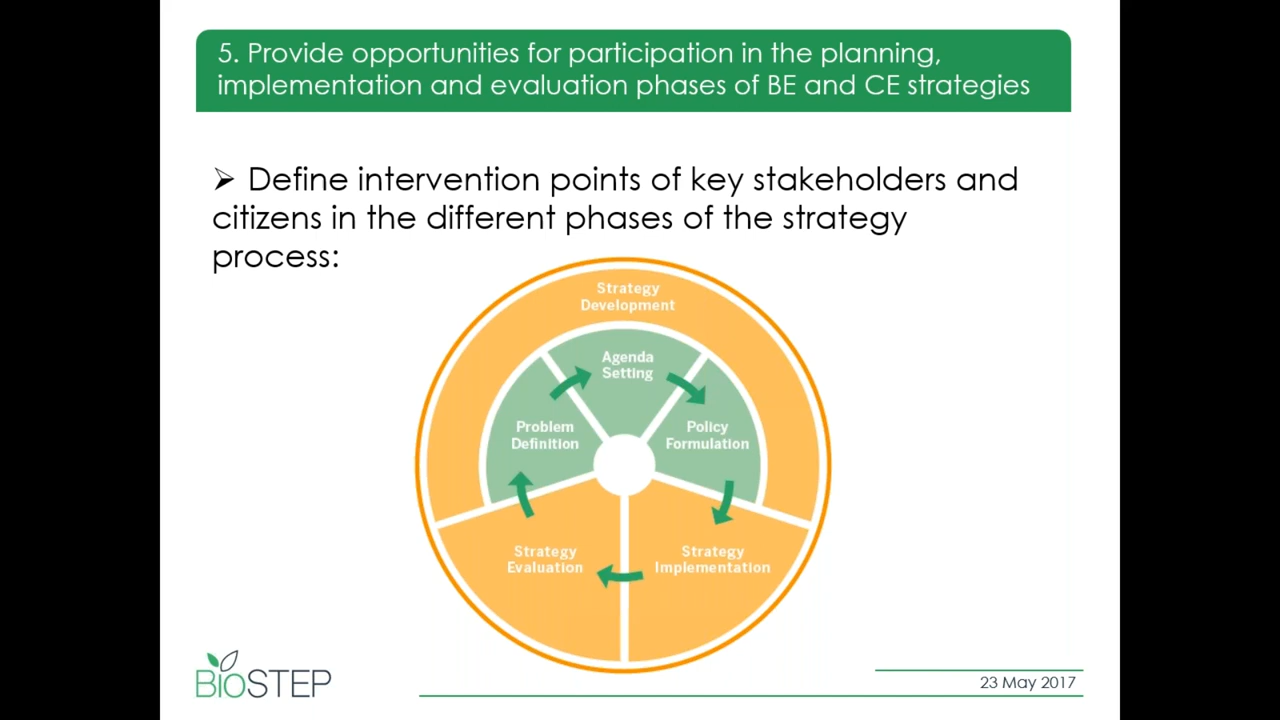 5. Provide opportunities for participation in the planning,
implementation and evaluation phases of BE and CE strategies
➢ Define intervention points of key stakeholders and
citizens in the different phases of the strategy
process:
Strategy
Development
Agenda
Setting
Problem
Definition
Policy
Formulation
Strategy
Evaluation
Strategy
Implementation
BioSTEP
23 May 2017